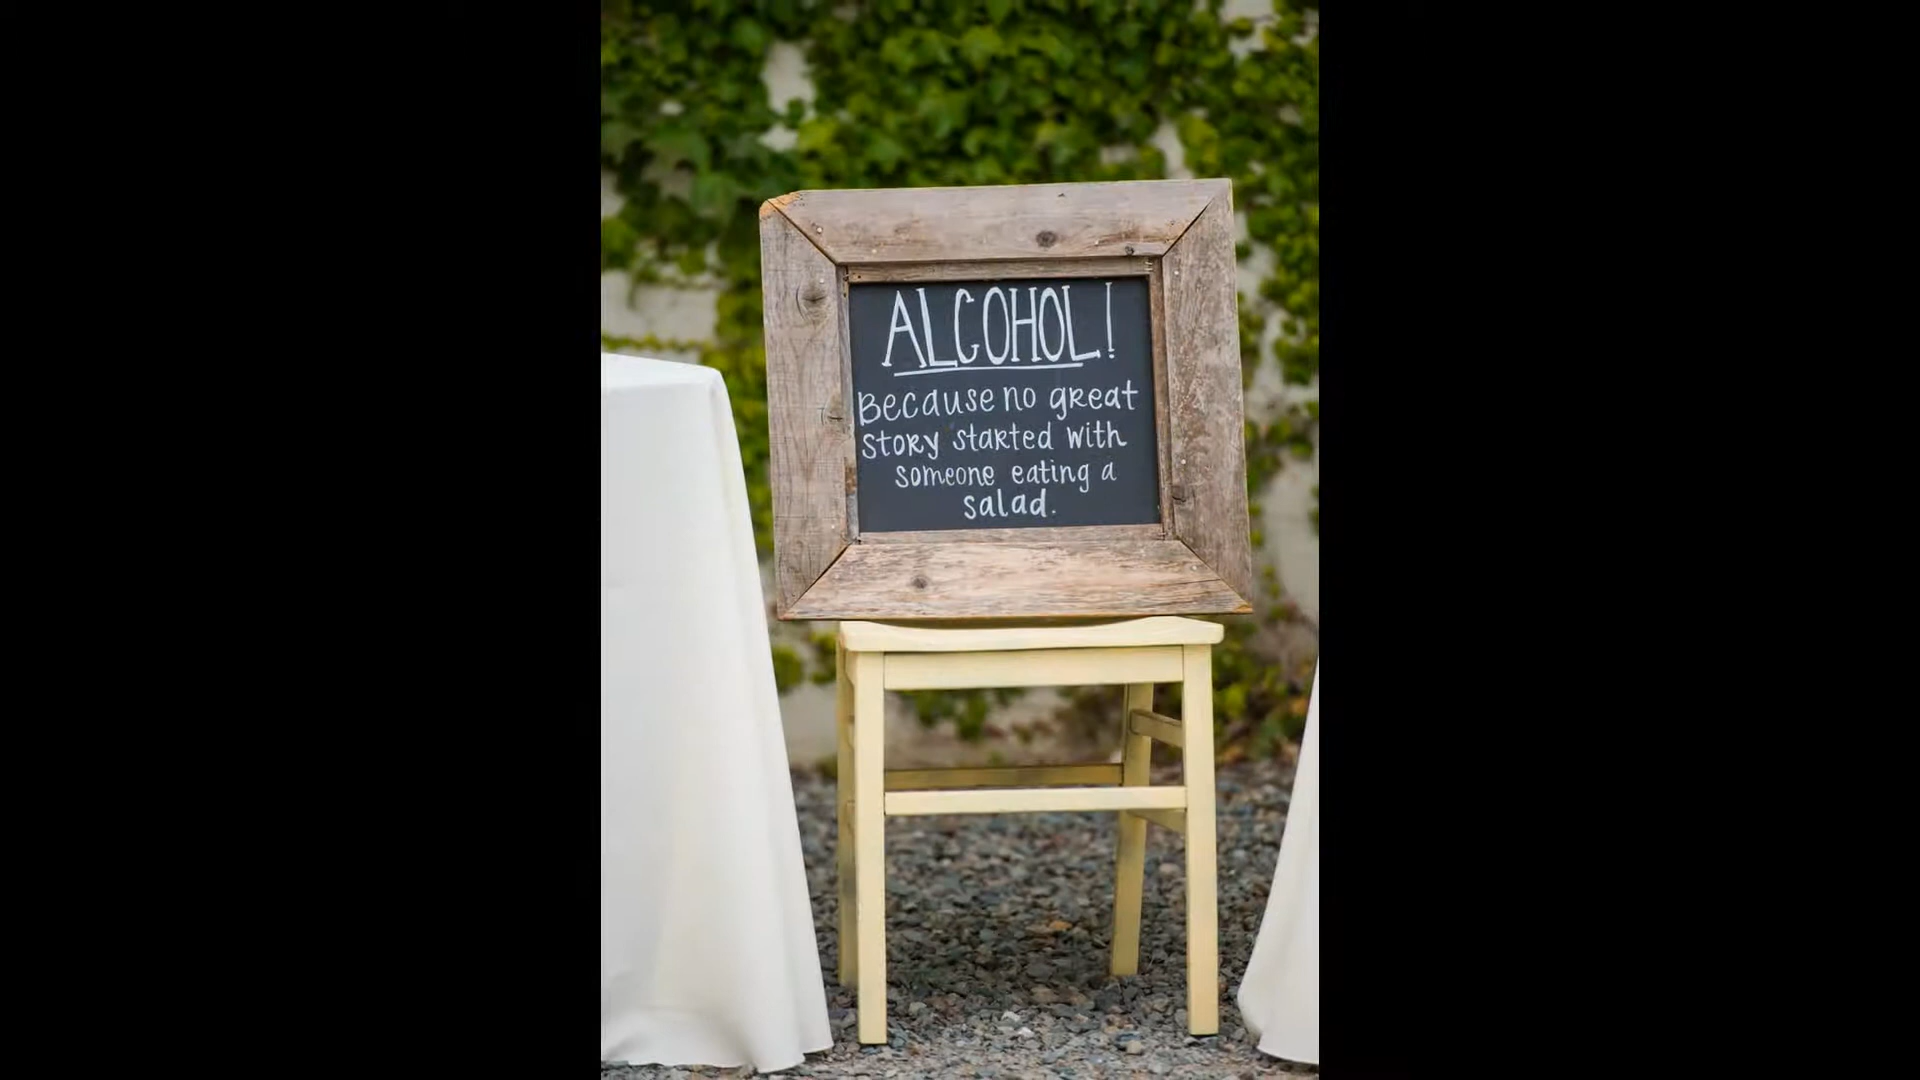 ALCOHOL!
Because no great
story started with
someone eating a
salad.